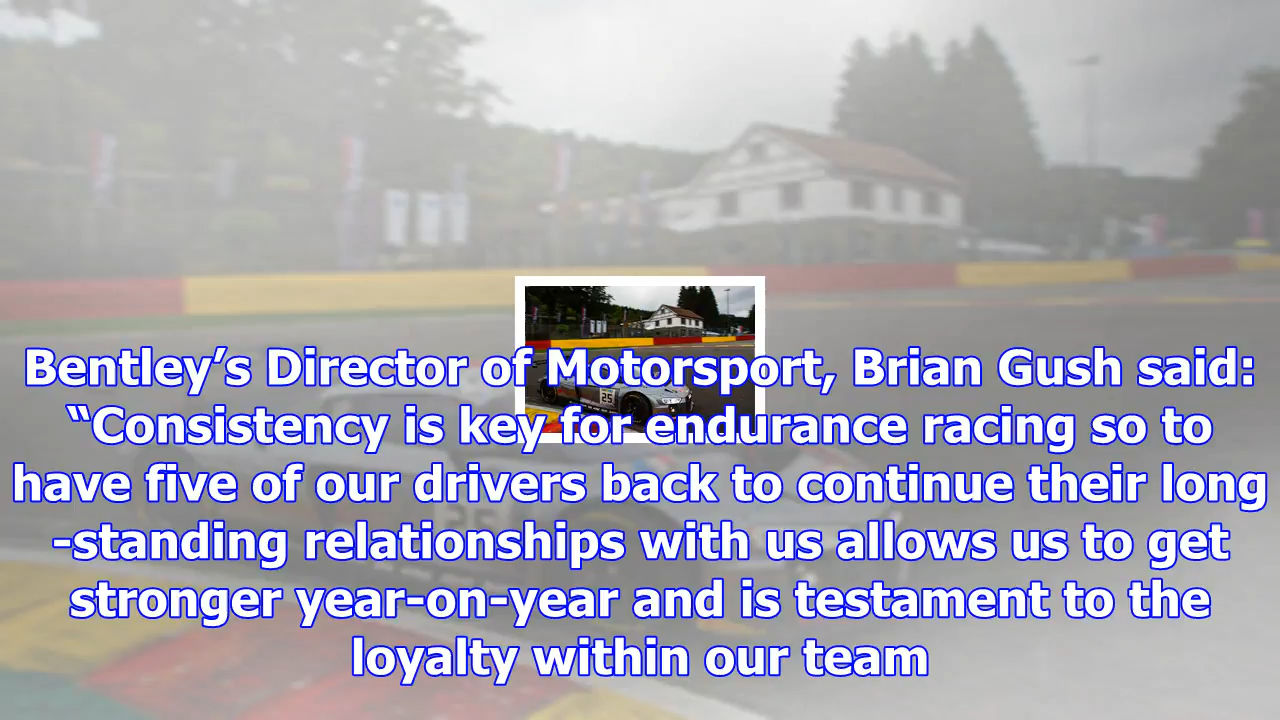 25
Bentley’s Director of Motorsport, Brian Gush said:
“Consistency is key for endurance racing so to
have five of our drivers back to continue their long
-standing relationships with us allows us to get
stronger year-on-year and is testament to the
loyalty within our team